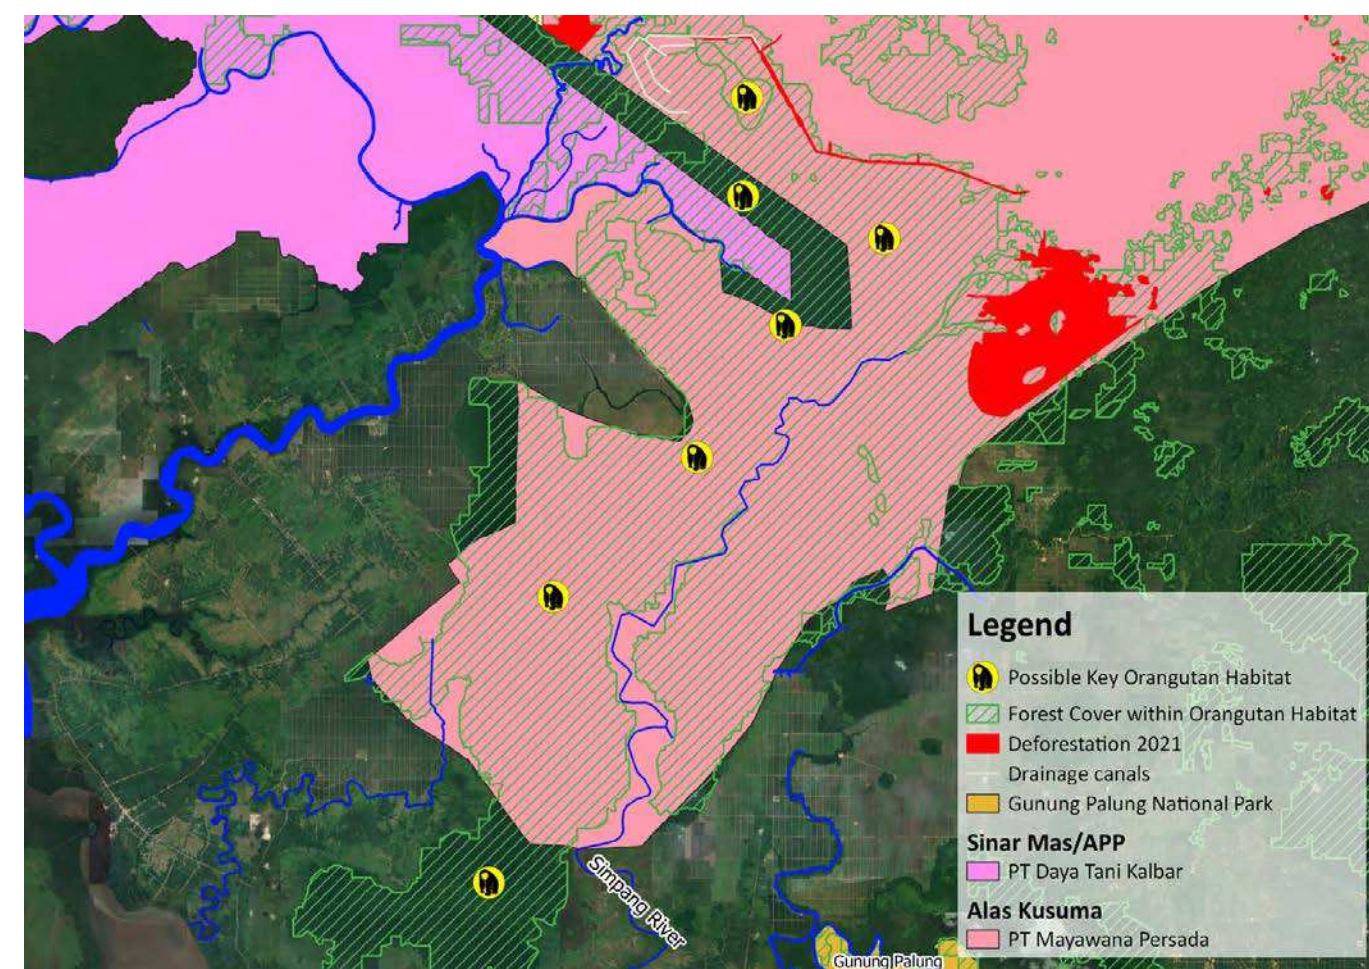 Legend
Possible Key Orangutan Habitat
Forest Cover within Orangutan Habitat
Deforestation 2021
Drainage canals
Gunung Palung National Park
Sinar Mas/APP
PT Daya Tani Kalbar
Alas Kusuma
PT Mayawana Persada
Simpang River
Gunung Palung